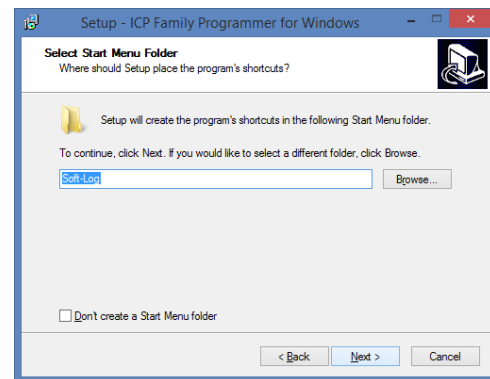 Setup - ICP Family Programmer for Windows
Select Start Menu Folder
Where should Setup place the program's shortcuts?
Setup will create the program's shortcuts in the following Start Menu folder.
To continue, click Next. If you would like to select a different folder, click Browse.
Soft-Log
Browse...
Don't create a Start Menu folder
< Back
Next >
Cancel